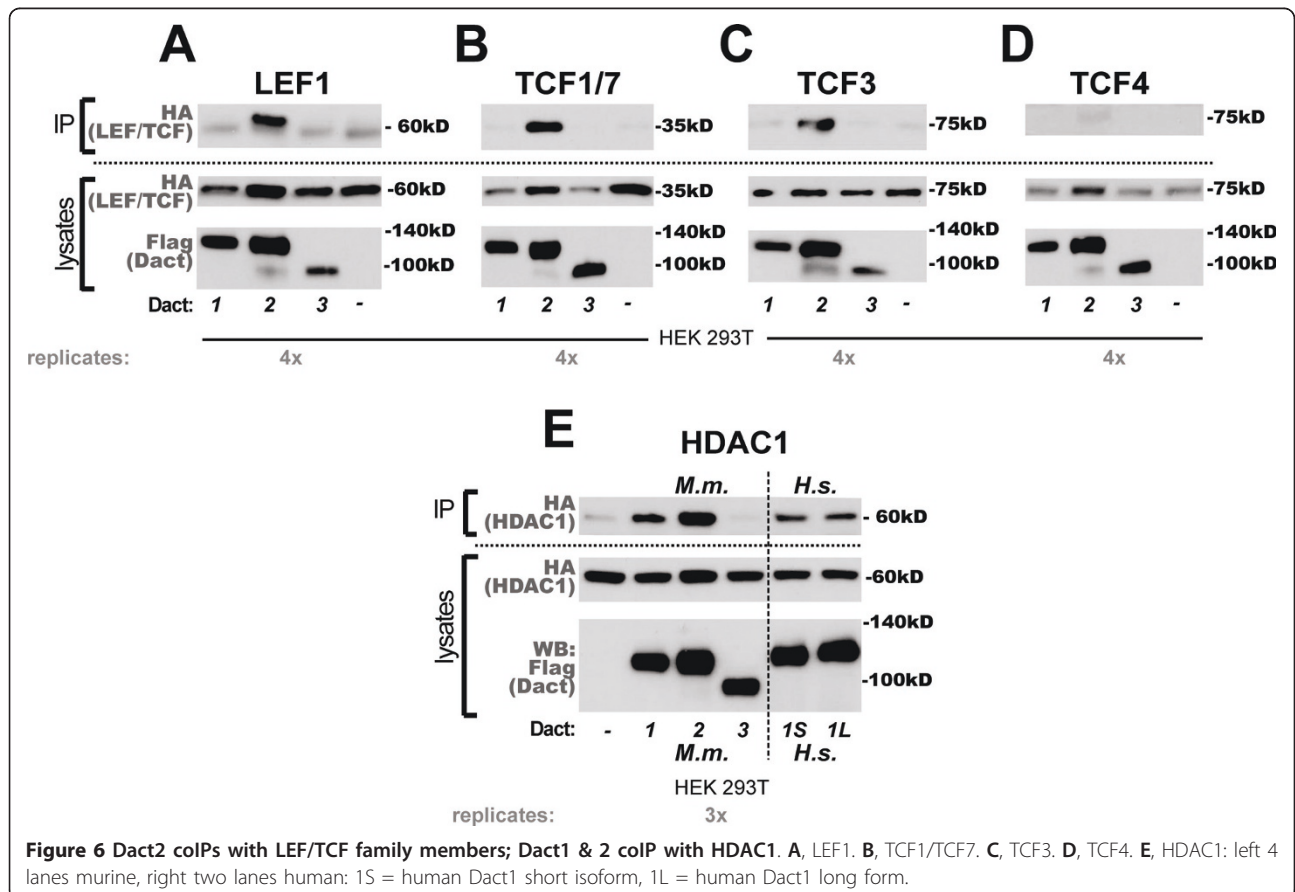 A B C D
LEF1 TCF1/7 TCF3 TCF4
IP HA (LEF/TCF) - 60kD -35kD -75kD -75kD
lysates
HA (LEF/TCF) -60kD -35kD -75kD -75kD
Flag (Dact) -140kD -100kD -140kD -100kD -140kD -100kD -140kD -100kD
Dact: 1 2 3 - 1 2 3 - 1 2 3 - 1 2 3 -
HEK 293T
replicates: 4x 4x 4x 4x
E HDAC1
M.m. H.s.
IP HA (HDAC1) - 60kD
lysates
HA (HDAC1) -60kD
WB: Flag (Dact) -140kD -100kD
Dact: - 1 2 3 1S 1L
M.m. H.s.
HEK 293T
replicates: 3x
Figure 6 Dact2 coIPs with LEF/TCF family members; Dact1 & 2 coIP with HDAC1. A, LEF1. B, TCF1/TCF7. C, TCF3. D, TCF4. E, HDAC1: left 4
lanes murine, right two lanes human: 1S = human Dact1 short isoform, 1L = human Dact1 long form.